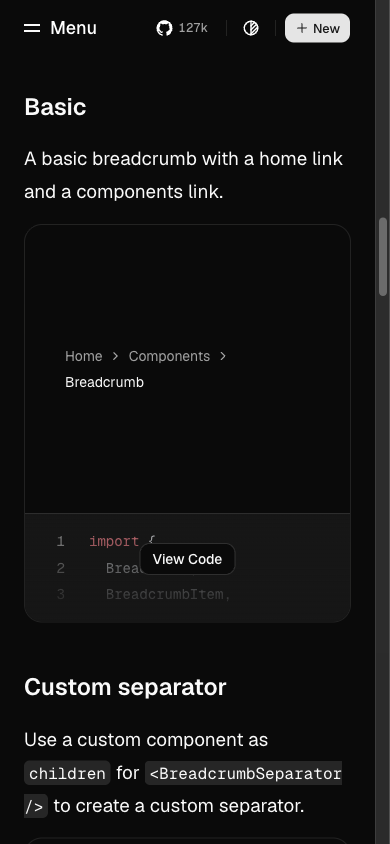 Menu 127k + New
Basic
A basic breadcrumb with a home link
and a components link.
Home > Components >
Breadcrumb
1 import {
2
View Code
3 BreadcrumbItem,
Custom separator
Use a custom component as
children for <BreadcrumbSeparator
/> to create a custom separator.